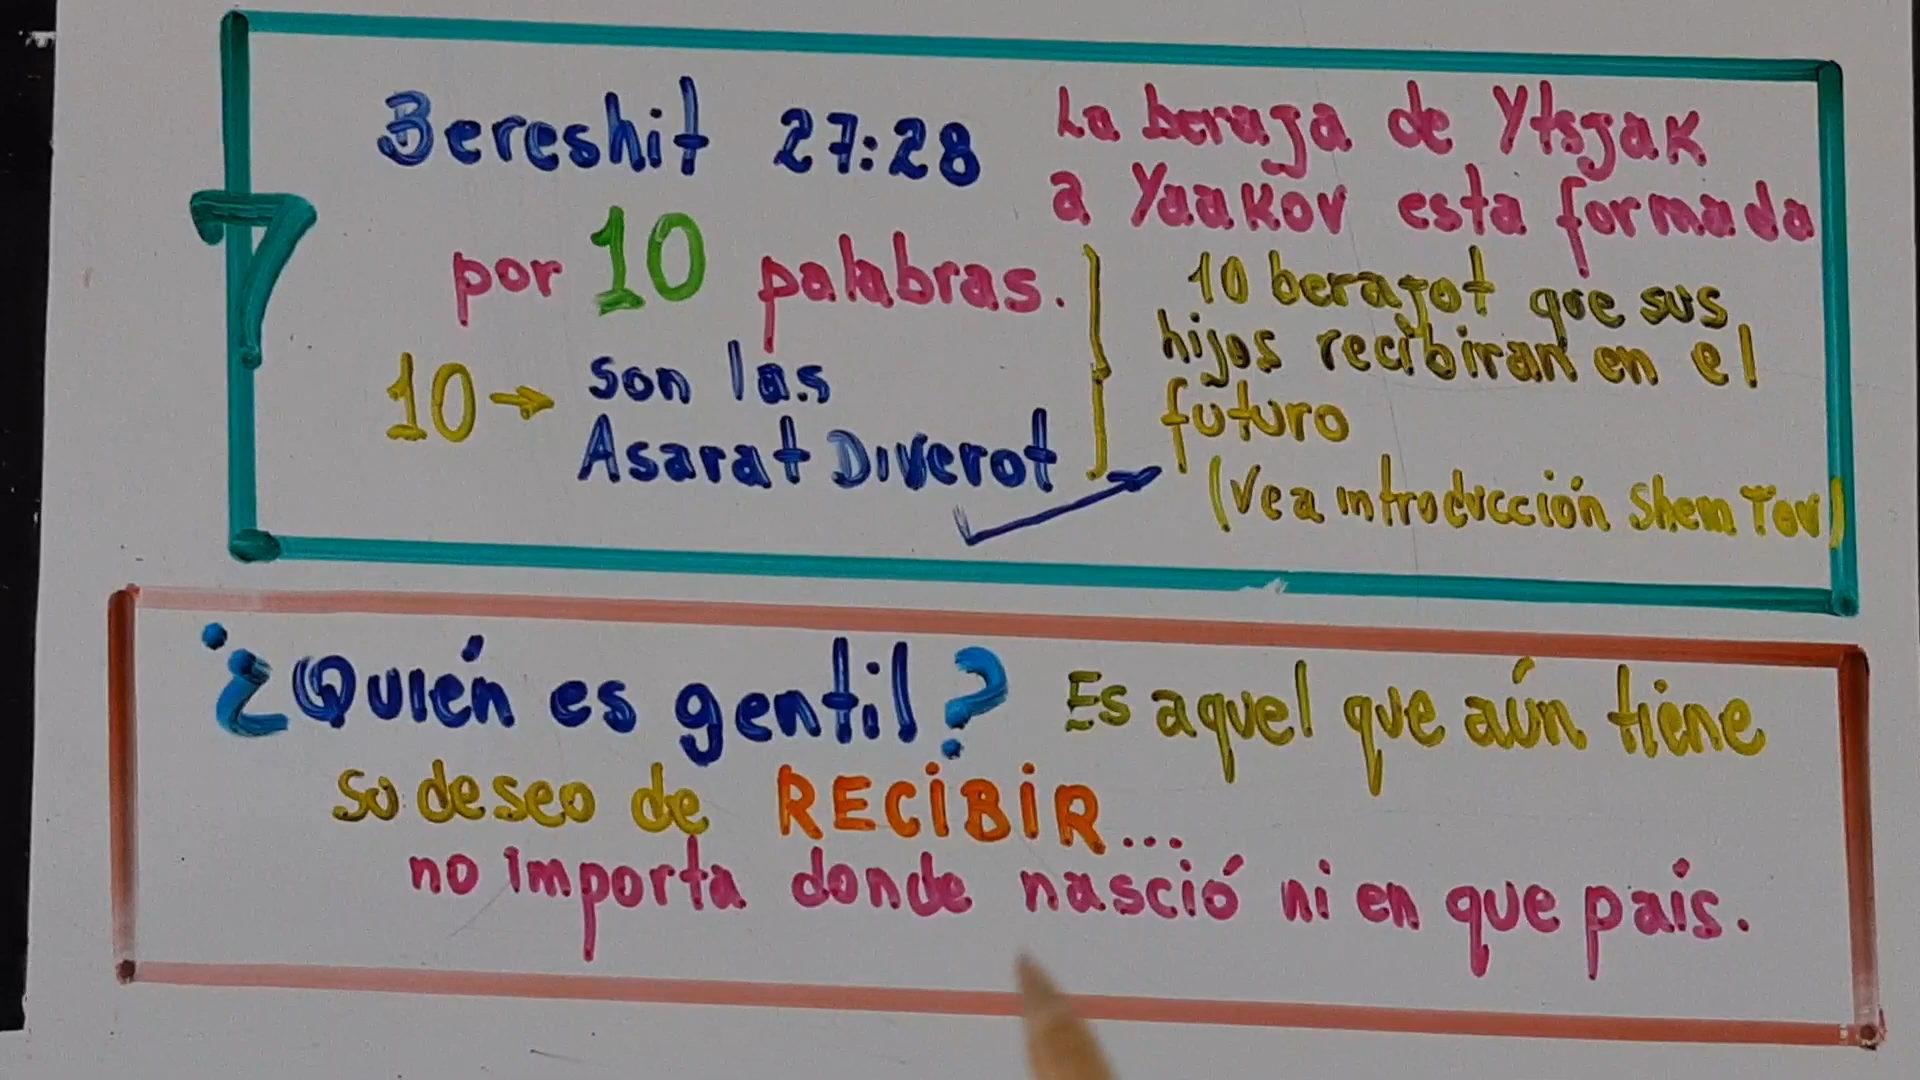 7
Bereshit 27:28 La beraja de Ytsjak
a Yaakov esta formada
por 10 palabras.
10 → son las
Asarat Diverot
10 berajot que sus
hijos recibiran en el
futuro
(Vea introducción Shem Tov)
¿Quién es gentil? Es aquel que aún tiene
su deseo de RECIBIR...
no importa donde nasció ni en que país.